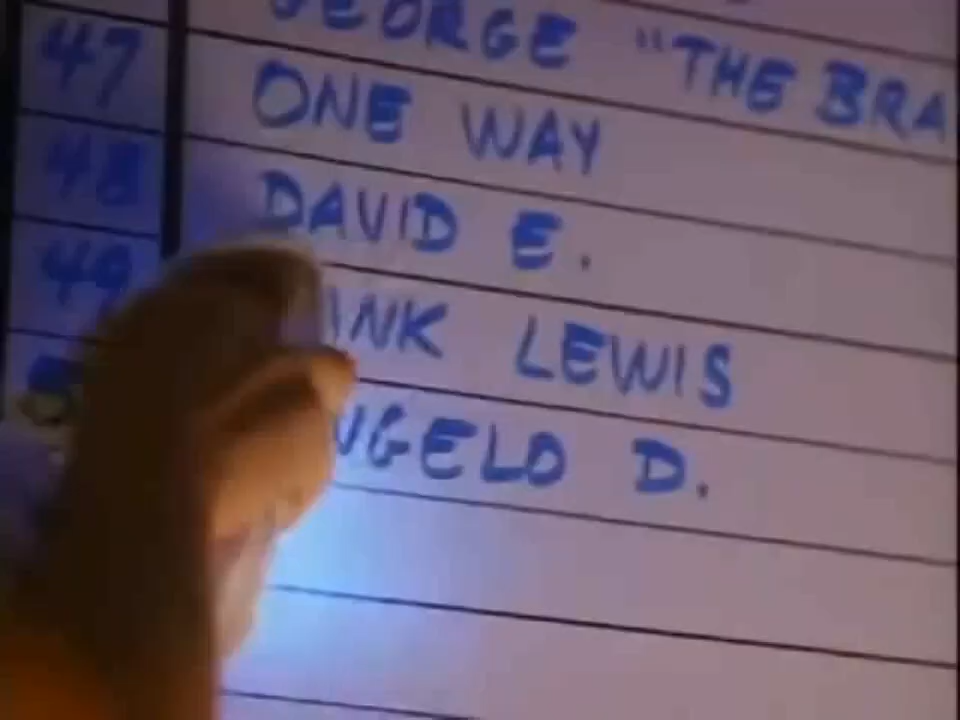 GEORGE "THE BRA
47 ONE WAY
48 DAVID E.
49 INK LEWIS
NGELO D.